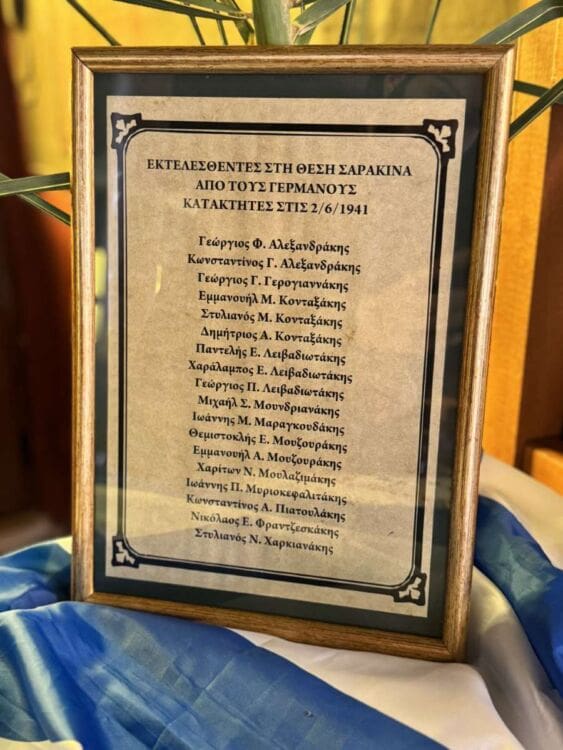 ΕΚΤΕΛΕΣΘΕΝΤΕΣ ΣΤΗ ΘΕΣΗ ΣΑΡΑΚΙΝΑ
ΑΠΟ ΤΟΥΣ ΓΕΡΜΑΝΟΥΣ
ΚΑΤΑΚΤΗΤΕΣ ΣΤΙΣ 2/6/1941
Γεώργιος Φ. Αλεξανδράκης
Κωνσταντίνος Γ. Αλεξανδράκης
Γεώργιος Γ. Γερογιαννάκης
Εμμανουήλ Μ. Κονταξάκης
Στυλιανός Μ. Κονταξάκης
Δημήτριος Α. Κονταξάκης
Παντελής Ε. Λειβαδιωτάκης
Χαράλαμπος Ε. Λειβαδιωτάκης
Γεώργιος Π. Λειβαδιωτάκης
Μιχαήλ Σ. Μουνδριανάκης
Ιωάννης Μ. Μαραγκουδάκης
Θεμιστοκλής Ε. Μουζουράκης
Εμμανουήλ Α. Μουζουράκης
Χαρίτων Ν. Μουλαζιμάκης
Ιωάννης Π. Μυριοκεφαλιτάκης
Κωνσταντίνος Α. Πιατουλάκης
Νικόλαος Ε. Φραντζεσκάκης
Στυλιανός Ν. Χαρκιανάκης